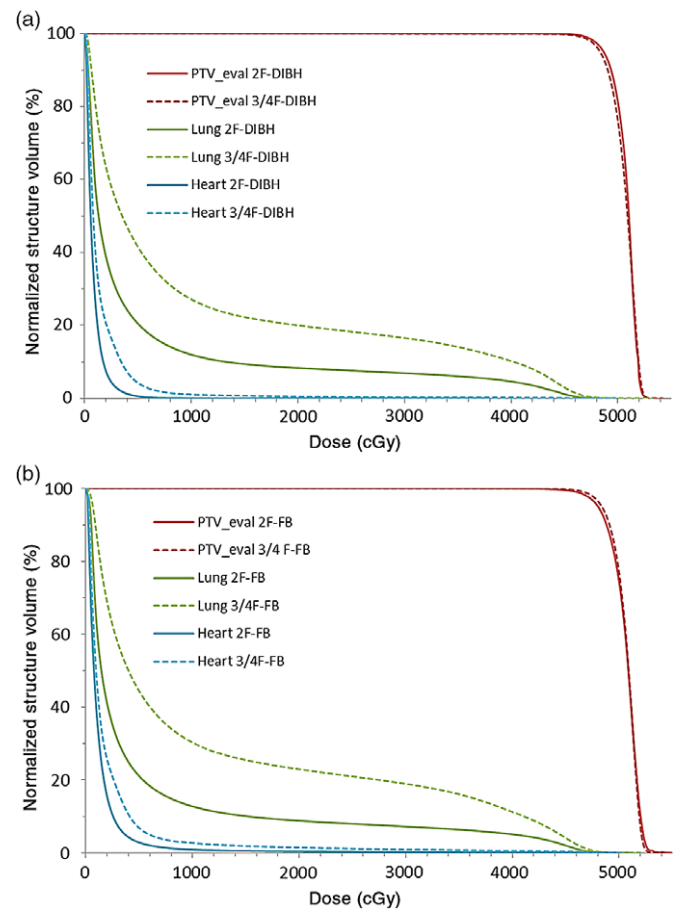 (a)
100
80
60
40
20
0
Normalized structure volume (%)
PTV_eval 2F-DIBH
PTV_eval 3/4F-DIBH
Lung 2F-DIBH
Lung 3/4F-DIBH
Heart 2F-DIBH
Heart 3/4F-DIBH
0 1000 2000 3000 4000 5000
Dose (cGy)
(b)
100
80
60
40
20
0
Normalized structure volume (%)
PTV_eval 2F-FB
PTV_eval 3/4 F-FB
Lung 2F-FB
Lung 3/4F-FB
Heart 2F-FB
Heart 3/4F-FB
0 1000 2000 3000 4000 5000
Dose (cGy)